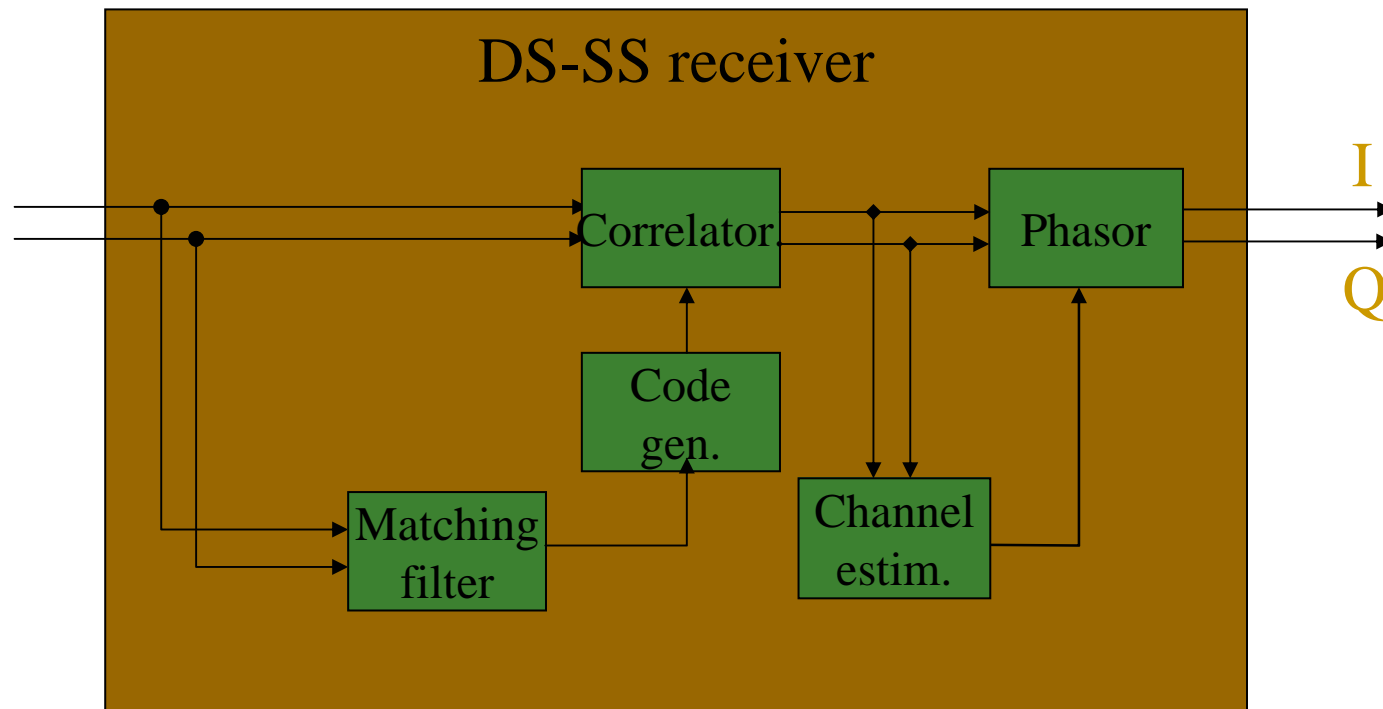 DS-SS receiver
I
Correlator.
Phasor
Q
Code
gen.
Matching
filter
Channel
estim.